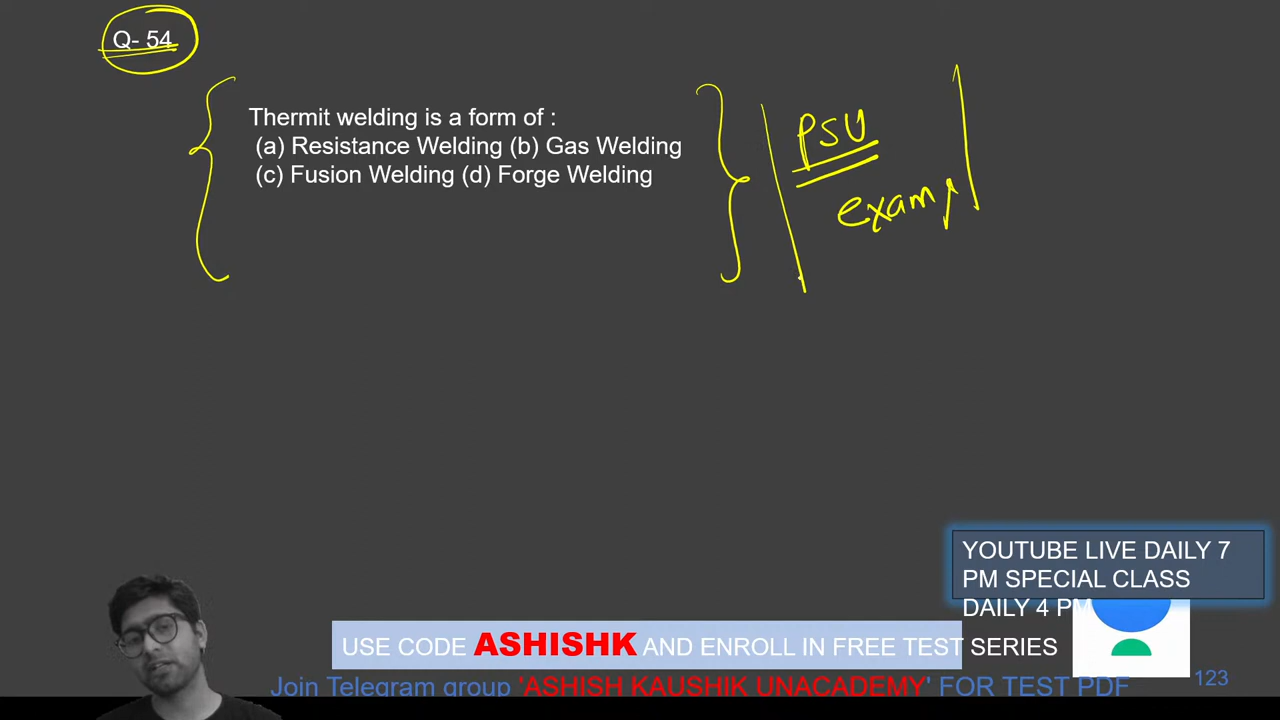 Q- 54
Thermit welding is a form of :
(a) Resistance Welding (b) Gas Welding
(c) Fusion Welding (d) Forge Welding
PSU
exam
YOUTUBE LIVE DAILY 7
PM SPECIAL CLASS
DAILY 4 PM
USE CODE ASHISHK AND ENROLL IN FREE TEST SERIES
Join Telegram group 'ASHISH KAUSHIK UNACADEMY' FOR TEST PDF
123